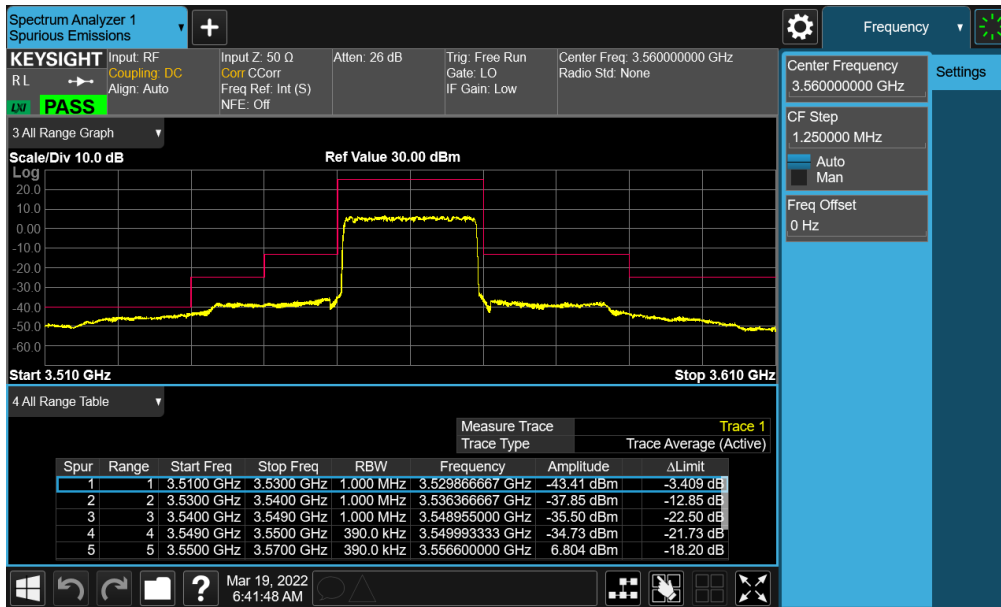 Spectrum Analyzer 1
Spurious Emissions
Frequency
KEYSIGHT
R L
LXI
PASS
Input: RF
Coupling: DC
Align: Auto
Input Z: 50 Ω
Corr CCorr
Freq Ref: Int (S)
NFE: Off
Atten: 26 dB
Trig: Free Run
Gate: LO
IF Gain: Low
Center Freq: 3.560000000 GHz
Radio Std: None
Center Frequency
3.560000000 GHz
Settings
CF Step
1.250000 MHz
Auto
Man
Freq Offset
0 Hz
3 All Range Graph
Scale/Div 10.0 dB
Ref Value 30.00 dBm
Log
20.0
10.0
0.00
-10.0
-20.0
-30.0
-40.0
-50.0
-60.0
Start 3.510 GHz
Stop 3.610 GHz
4 All Range Table
Measure Trace Trace 1
Trace Type Trace Average (Active)
Spur Range Start Freq Stop Freq RBW Frequency Amplitude ΔLimit
1 1 3.5100 GHz 3.5300 GHz 1.000 MHz 3.529866667 GHz -43.41 dBm -3.409 dB
2 2 3.5300 GHz 3.5400 GHz 1.000 MHz 3.536366667 GHz -37.85 dBm -12.85 dB
3 3 3.5400 GHz 3.5490 GHz 1.000 MHz 3.548955000 GHz -35.50 dBm -22.50 dB
4 4 3.5490 GHz 3.5500 GHz 390.0 kHz 3.549993333 GHz -34.73 dBm -21.73 dB
5 5 3.5500 GHz 3.5700 GHz 390.0 kHz 3.556600000 GHz 6.804 dBm -18.20 dB
?
Mar 19, 2022
6:41:48 AM